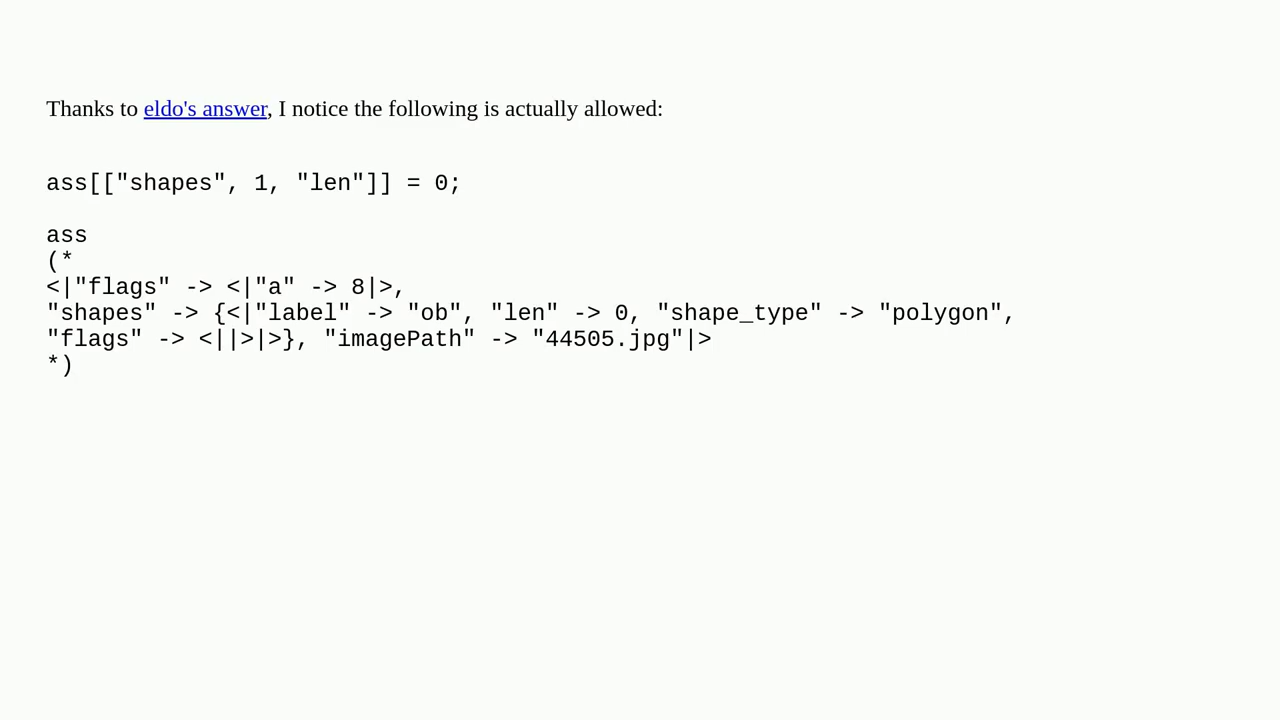 Thanks to eldo's answer, I notice the following is actually allowed:
ass[["shapes", 1, "len"]] = 0;
ass
(*
<|"flags" -> <|"a" -> 8|>,
"shapes" -> {<|"label" -> "ob", "len" -> 0, "shape_type" -> "polygon",
"flags" -> <||>|>}, "imagePath" -> "44505.jpg"|>
*)